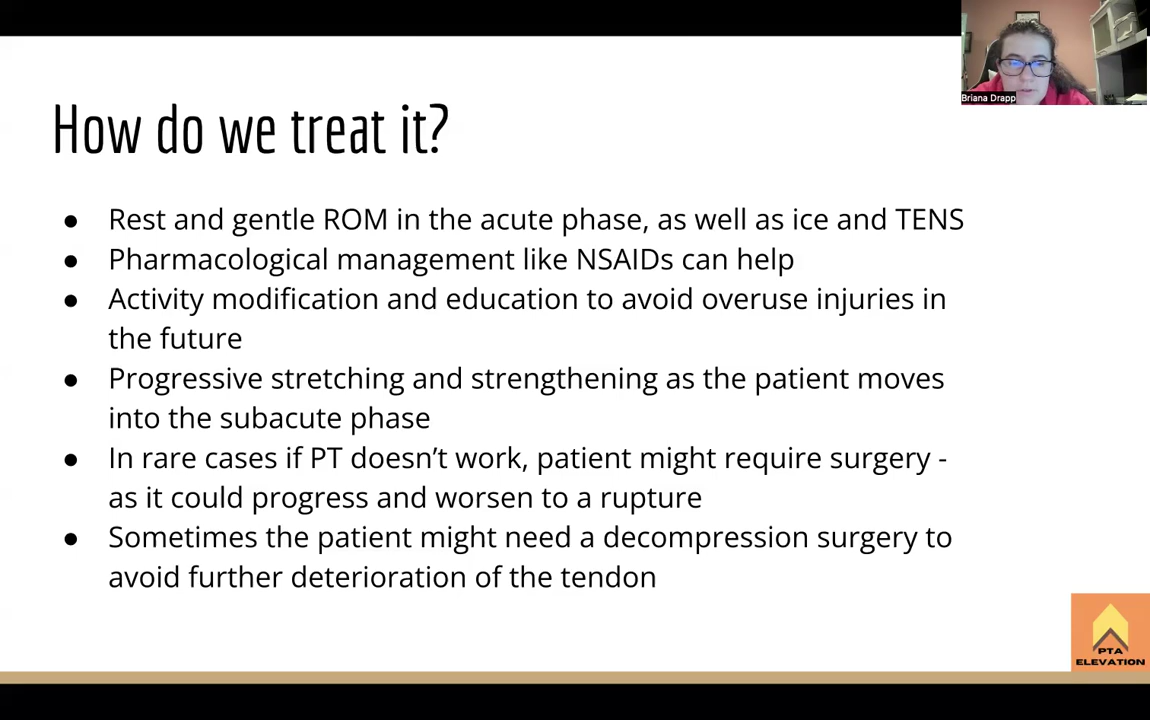 Briana Drapp
How do we treat it?
● Rest and gentle ROM in the acute phase, as well as ice and TENS
● Pharmacological management like NSAIDs can help
● Activity modification and education to avoid overuse injuries in
the future
● Progressive stretching and strengthening as the patient moves
into the subacute phase
● In rare cases if PT doesn’t work, patient might require surgery -
as it could progress and worsen to a rupture
● Sometimes the patient might need a decompression surgery to
avoid further deterioration of the tendon
PTA
ELEVATION